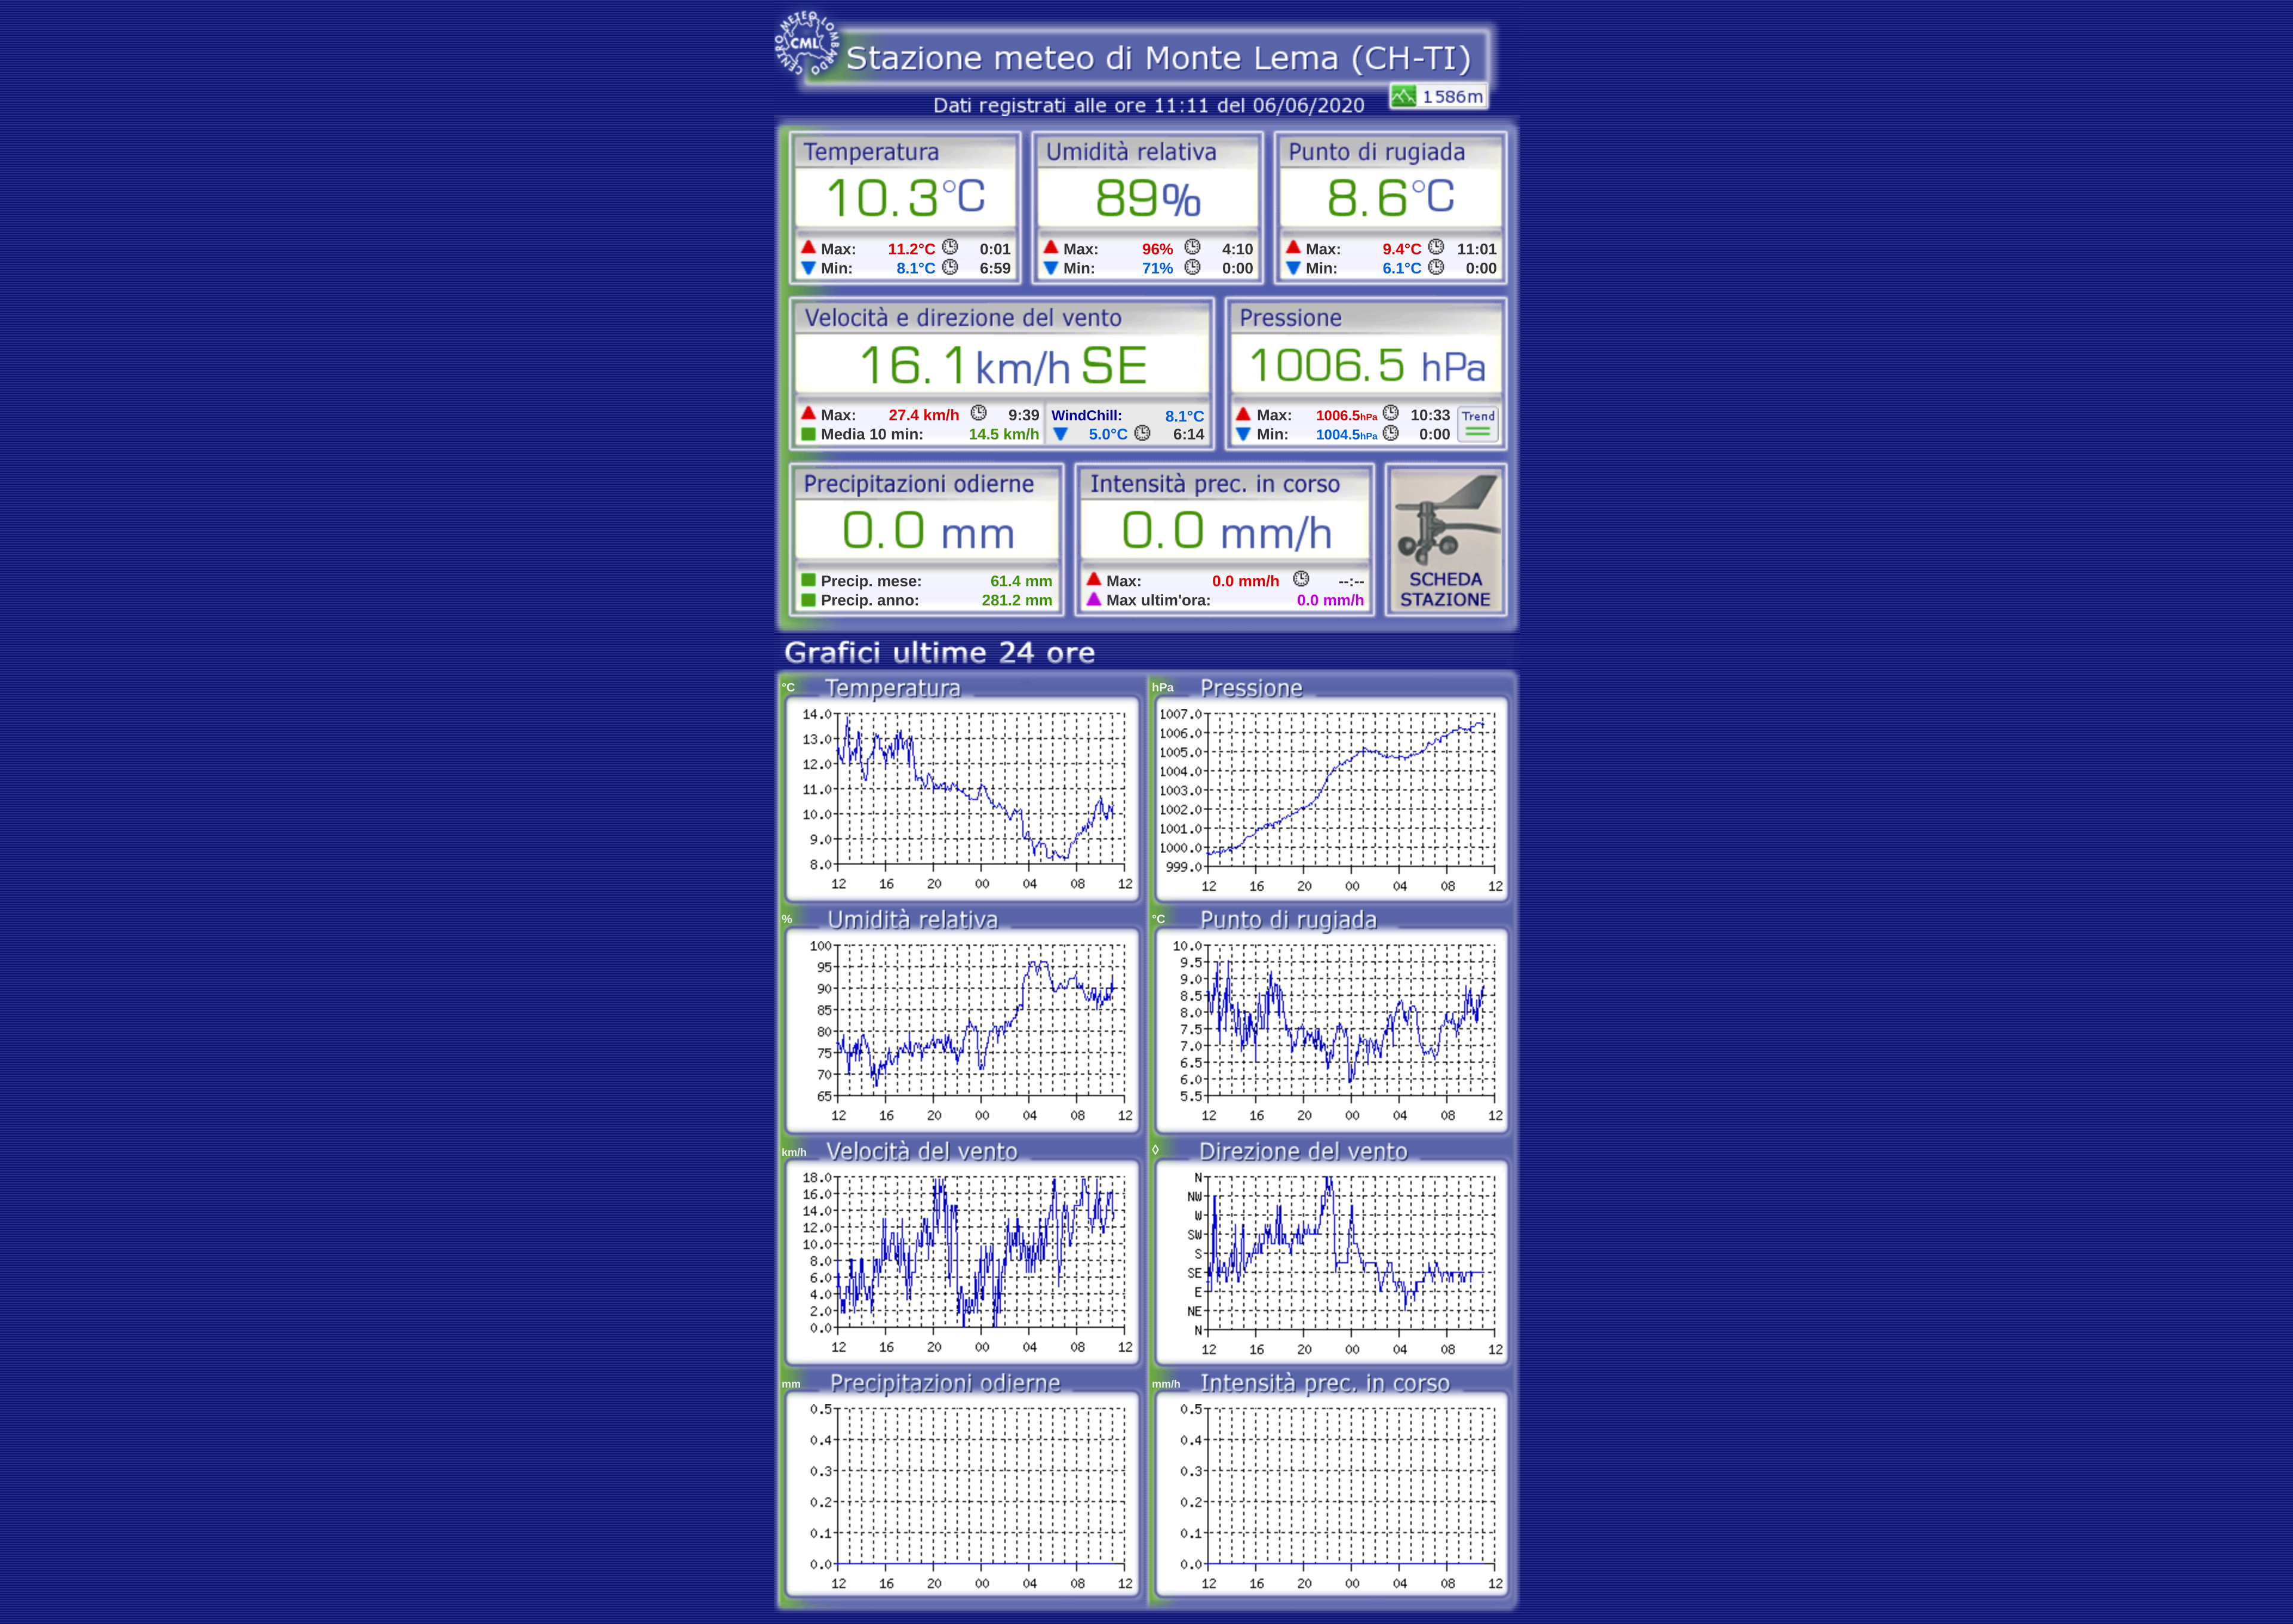 CENTRO METEO LOMBARDO
CML
Stazione meteo di Monte Lema (CH-TI)
Dati registrati alle ore 11:11 del 06/06/2020
1586m
Temperatura
10.3°C
Max: 11.2°C 0:01
Min: 8.1°C 6:59
Umidità relativa
89%
Max: 96% 4:10
Min: 71% 0:00
Punto di rugiada
8.6°C
Max: 9.4°C 11:01
Min: 6.1°C 0:00
Velocità e direzione del vento
16.1 km/h SE
Max: 27.4 km/h 9:39
Media 10 min: 14.5 km/h
WindChill: 8.1°C
5.0°C 6:14
Pressione
1006.5 hPa
Max: 1006.5hPa 10:33
Min: 1004.5hPa 0:00
Trend
Precipitazioni odierne
0.0 mm
Precip. mese: 61.4 mm
Precip. anno: 281.2 mm
Intensità prec. in corso
0.0 mm/h
Max: 0.0 mm/h --:--
Max ultim'ora: 0.0 mm/h
SCHEDA
STAZIONE
Grafici ultime 24 ore
°C Temperatura
14.0
13.0
12.0
11.0
10.0
9.0
8.0
12 16 20 00 04 08 12
hPa Pressione
1007.0
1006.0
1005.0
1004.0
1003.0
1002.0
1001.0
1000.0
999.0
12 16 20 00 04 08 12
% Umidità relativa
100
95
90
85
80
75
70
65
12 16 20 00 04 08 12
°C Punto di rugiada
10.0
9.5
9.0
8.5
8.0
7.5
7.0
6.5
6.0
5.5
12 16 20 00 04 08 12
km/h Velocità del vento
18.0
16.0
14.0
12.0
10.0
8.0
6.0
4.0
2.0
0.0
12 16 20 00 04 08 12
◊ Direzione del vento
N
NW
W
SW
S
SE
E
NE
N
12 16 20 00 04 08 12
mm Precipitazioni odierne
0.5
0.4
0.3
0.2
0.1
0.0
12 16 20 00 04 08 12
mm/h Intensità prec. in corso
0.5
0.4
0.3
0.2
0.1
0.0
12 16 20 00 04 08 12